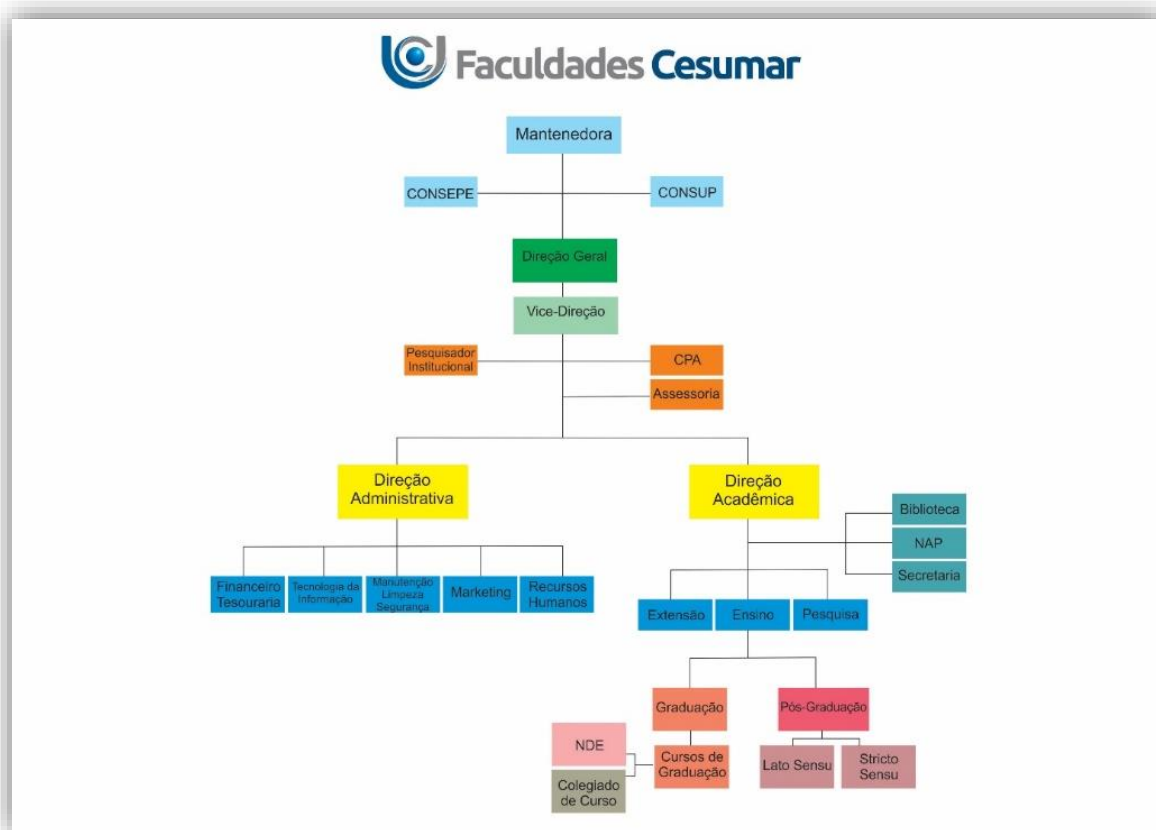 Faculdades Cesumar
Mantenedora
CONSEPE
CONSUP
Direção Geral
Vice-Direção
Pesquisador
Institucional
CPA
Assessoria
Direção
Administrativa
Direção
Acadêmica
Biblioteca
NAP
Secretaria
Financeiro
Tesouraria
Tecnologia da
Informação
Manutenção
Limpeza
Segurança
Marketing
Recursos
Humanos
Extensão
Ensino
Pesquisa
Graduação
Pós-Graduação
NDE
Colegiado
de Curso
Cursos de
Graduação
Lato Sensu
Stricto
Sensu